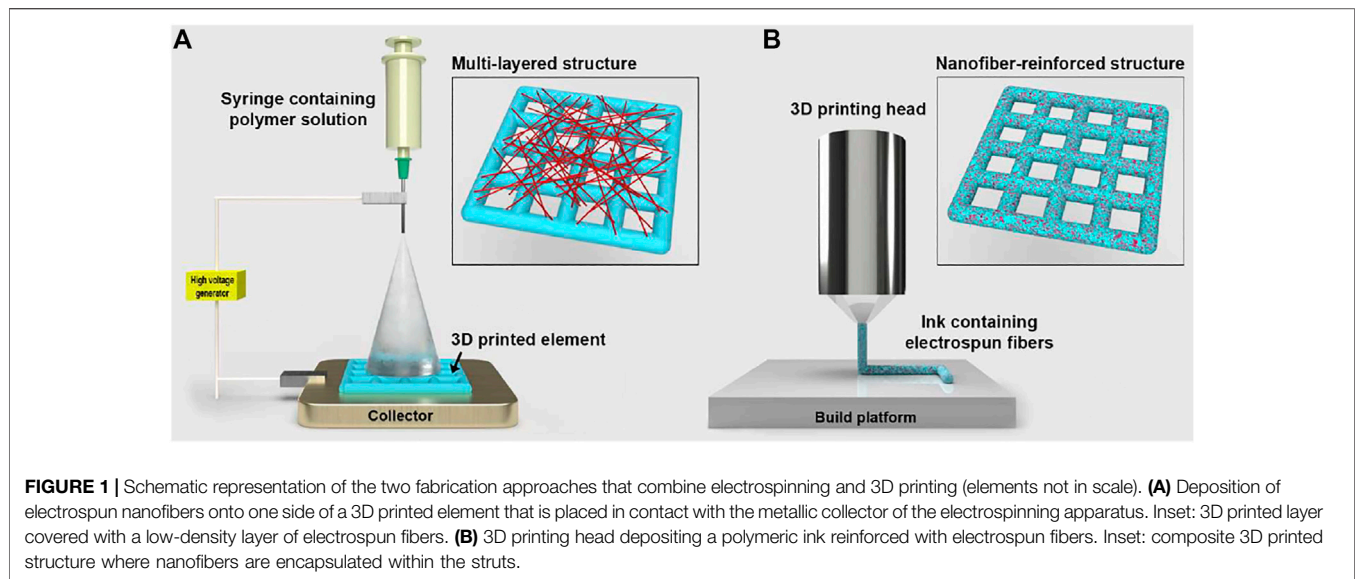 A
Syringe containing
polymer solution
Multi-layered structure
High voltage
generator
3D printed element
Collector
B
3D printing head
Nanofiber-reinforced structure
Ink containing
electrospun fibers
Build platform
FIGURE 1 | Schematic representation of the two fabrication approaches that combine electrospinning and 3D printing (elements not in scale). (A) Deposition of
electrospun nanofibers onto one side of a 3D printed element that is placed in contact with the metallic collector of the electrospinning apparatus. Inset: 3D printed layer
covered with a low-density layer of electrospun fibers. (B) 3D printing head depositing a polymeric ink reinforced with electrospun fibers. Inset: composite 3D printed
structure where nanofibers are encapsulated within the struts.